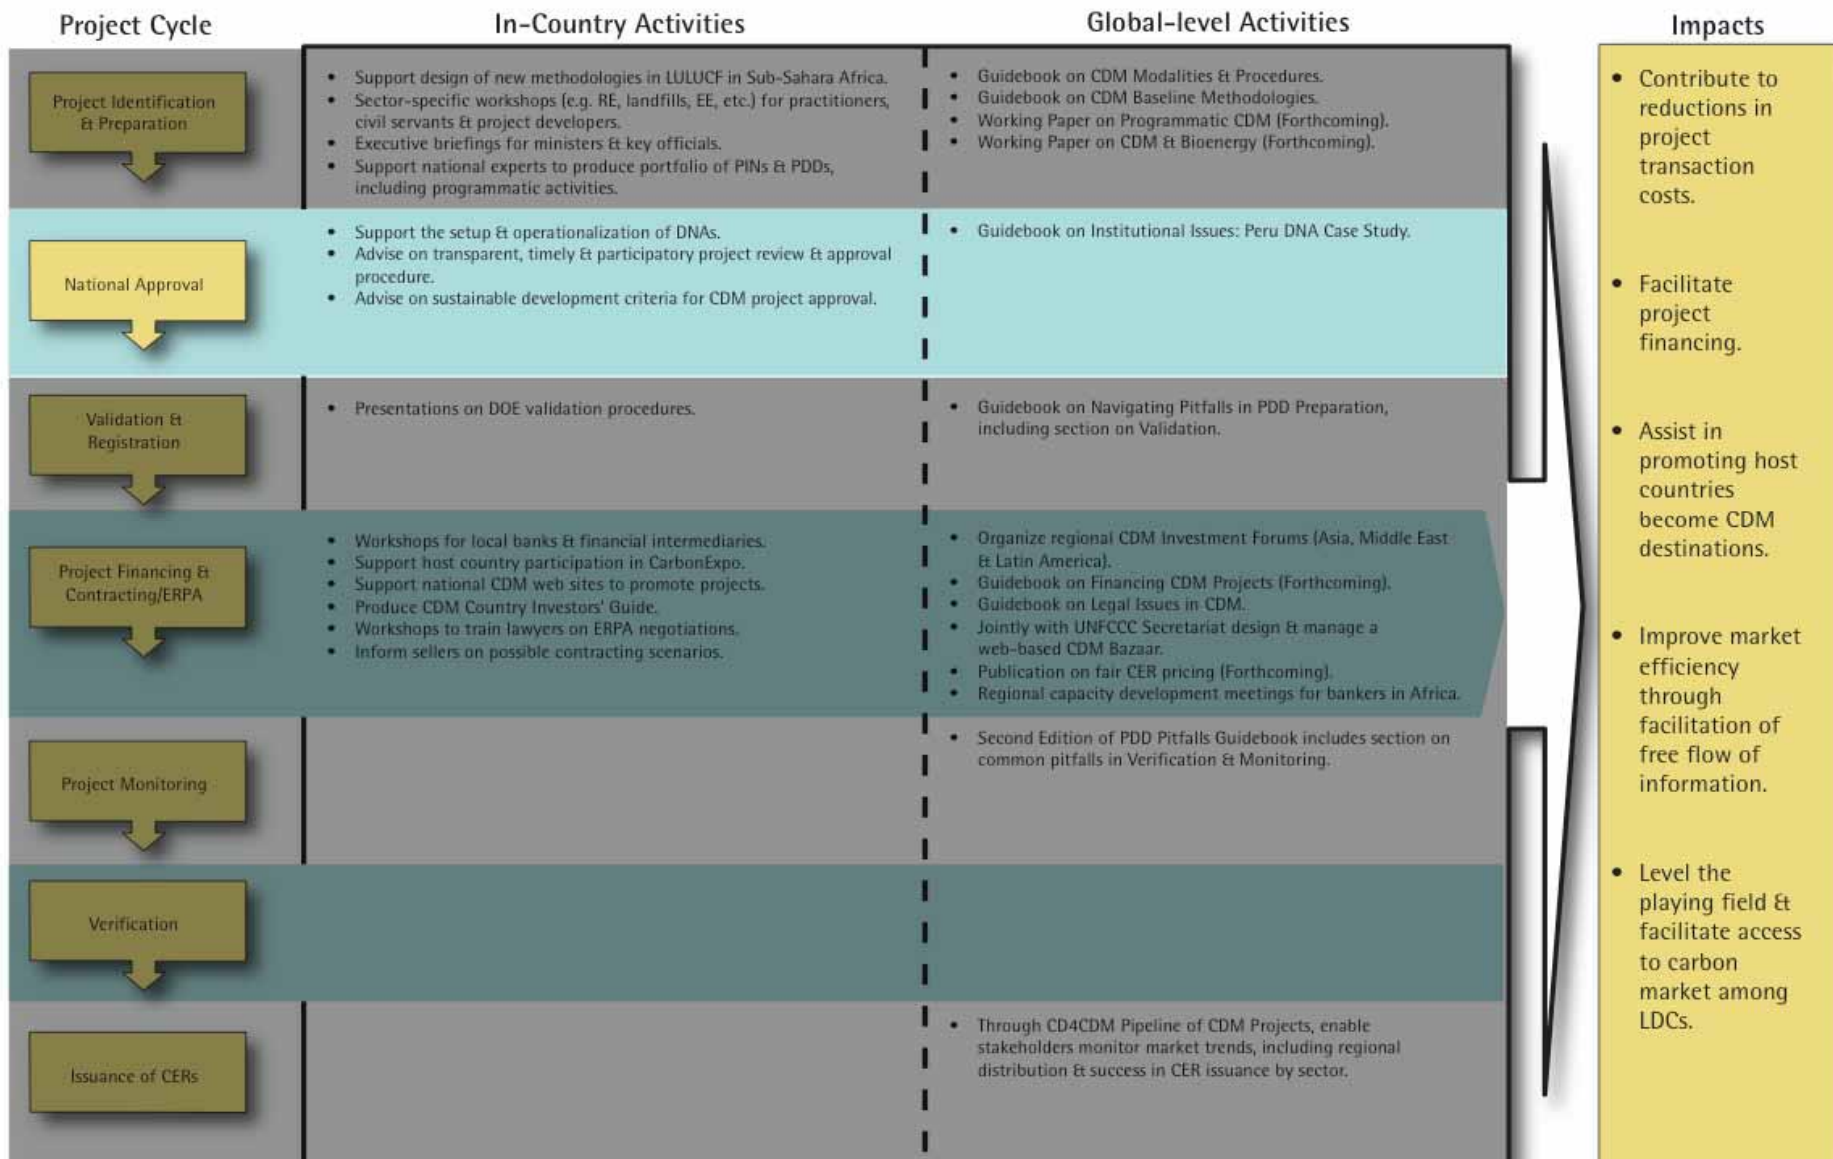 Project Cycle
In-Country Activities
Global-level Activities
Impacts
Project Identification
& Preparation
• Support design of new methodologies in LULUCF in Sub-Sahara Africa.
• Sector-specific workshops (e.g. RE, landfills, EE, etc.) for practitioners,
civil servants & project developers.
• Executive briefings for ministers & key officials.
• Support national experts to produce portfolio of PINs & PDDs,
including programmatic activities.
• Guidebook on CDM Modalities & Procedures.
• Guidebook on CDM Baseline Methodologies.
• Working Paper on Programmatic CDM (Forthcoming).
• Working Paper on CDM & Bioenergy (Forthcoming).
National Approval
• Support the setup & operationalization of DNAs.
• Advise on transparent, timely & participatory project review & approval
procedure.
• Advise on sustainable development criteria for CDM project approval.
• Guidebook on Institutional Issues: Peru DNA Case Study.
Validation &
Registration
• Presentations on DOE validation procedures.
• Guidebook on Navigating Pitfalls in PDD Preparation,
including section on Validation.
Project Financing &
Contracting/ERPA
• Workshops for local banks & financial intermediaries.
• Support host country participation in CarbonExpo.
• Support national CDM web sites to promote projects.
• Produce CDM Country Investors' Guide.
• Workshops to train lawyers on ERPA negotiations.
• Inform sellers on possible contracting scenarios.
• Organize regional CDM Investment Forums (Asia, Middle East
& Latin America).
• Guidebook on Financing CDM Projects (Forthcoming).
• Guidebook on Legal Issues in CDM.
• Jointly with UNFCCC Secretariat design & manage a
web-based CDM Bazaar.
• Publication on fair CER pricing (Forthcoming).
• Regional capacity development meetings for bankers in Africa.
Project Monitoring
• Second Edition of PDD Pitfalls Guidebook includes section on
common pitfalls in Verification & Monitoring.
Verification
Issuance of CERs
• Through CD4CDM Pipeline of CDM Projects, enable
stakeholders monitor market trends, including regional
distribution & success in CER issuance by sector.
• Contribute to
reductions in
project
transaction
costs.
• Facilitate
project
financing.
• Assist in
promoting host
countries
become CDM
destinations.
• Improve market
efficiency
through
facilitation of
free flow of
information.
• Level the
playing field &
facilitate access
to carbon
market among
LDCs.